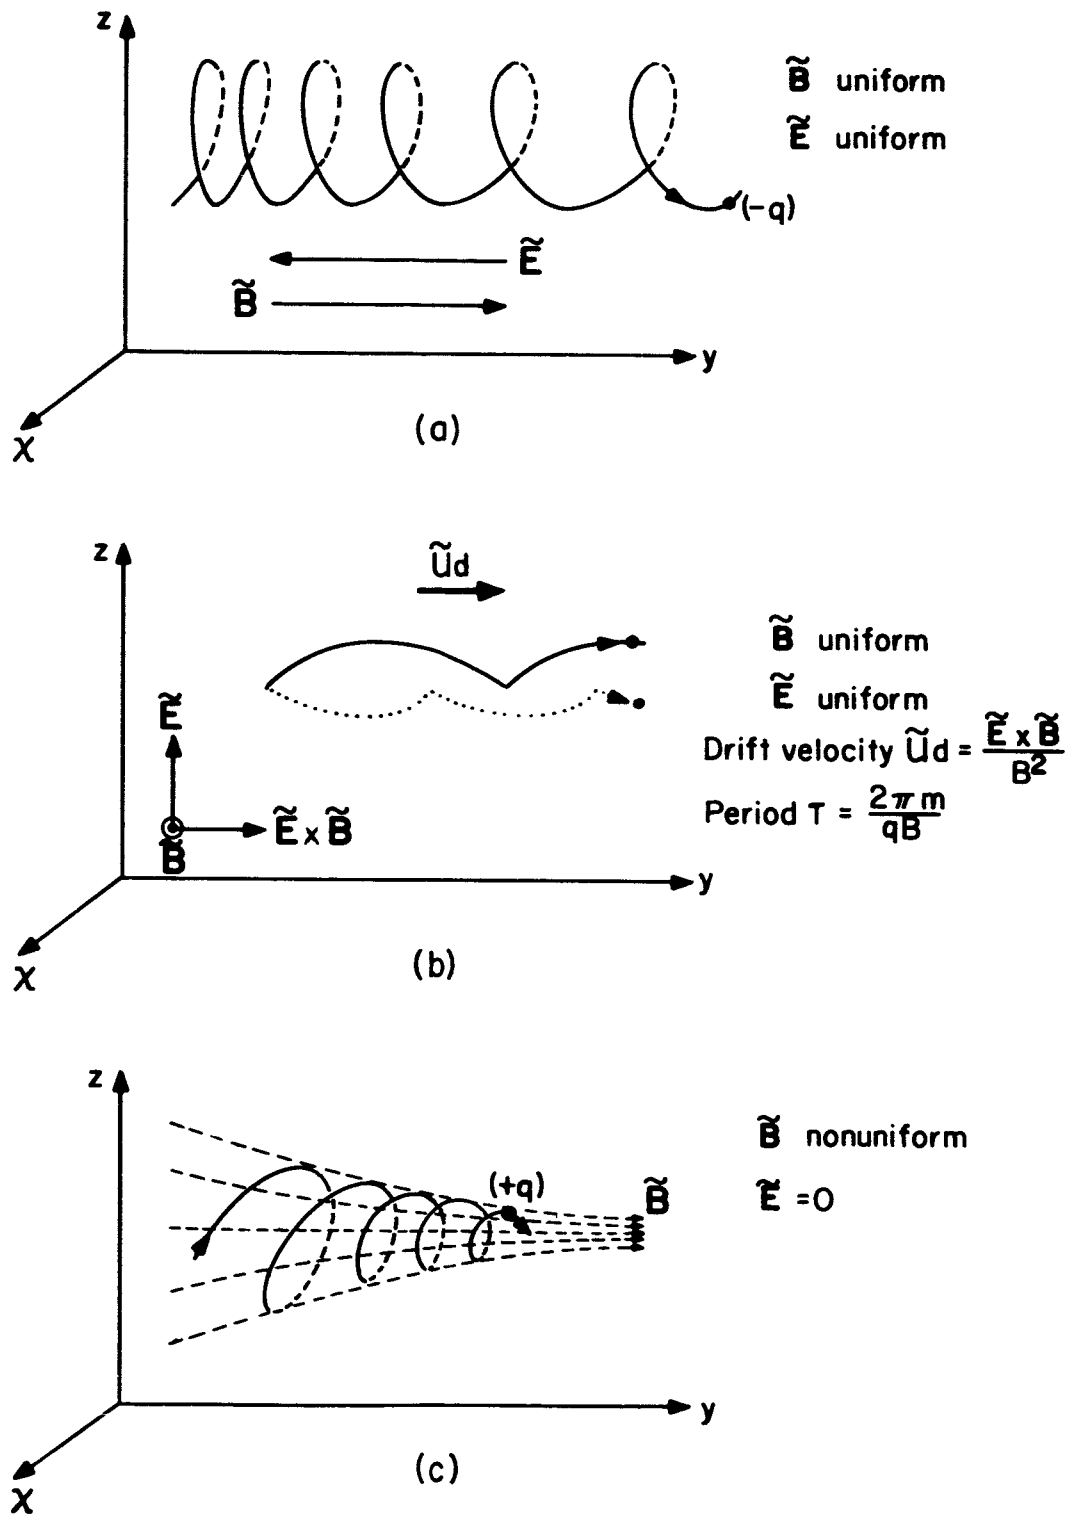 z
B̃ uniform
Ẽ uniform
(-q)
Ẽ
B̃
y
x
(a)
z
Ũd
B̃ uniform
Ẽ uniform
Ẽ
Drift velocity Ũd = Ẽ x B̃ / B²
Period T = 2πm / qB
Ẽ x B̃
B̃
y
x
(b)
z
B̃ nonuniform
(+q)
B̃
Ẽ =0
y
x
(c)